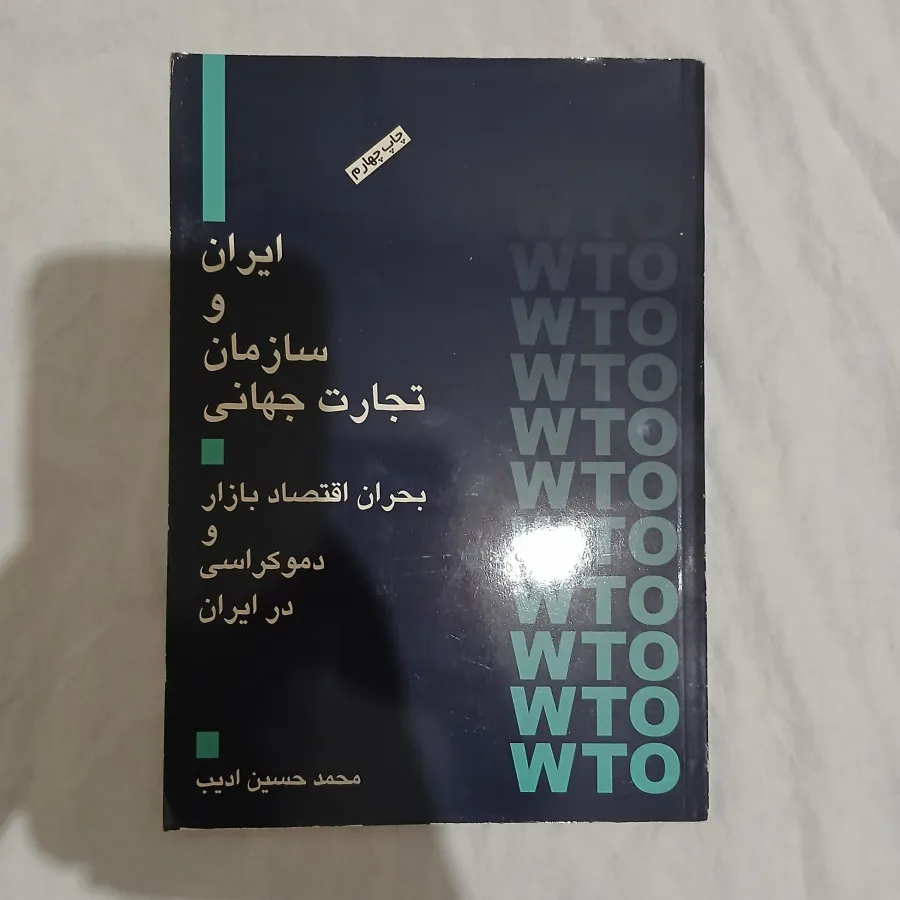 چاپ چهارم
ایران
و
سازمان
تجارت جهانی
بحران اقتصاد بازار
و
دموکراسی
در ایران
محمد حسین ادیب
WTO
WTO
WTO
WTO
WTO
WTO
WTO
WTO
WTO
WTO
WTO